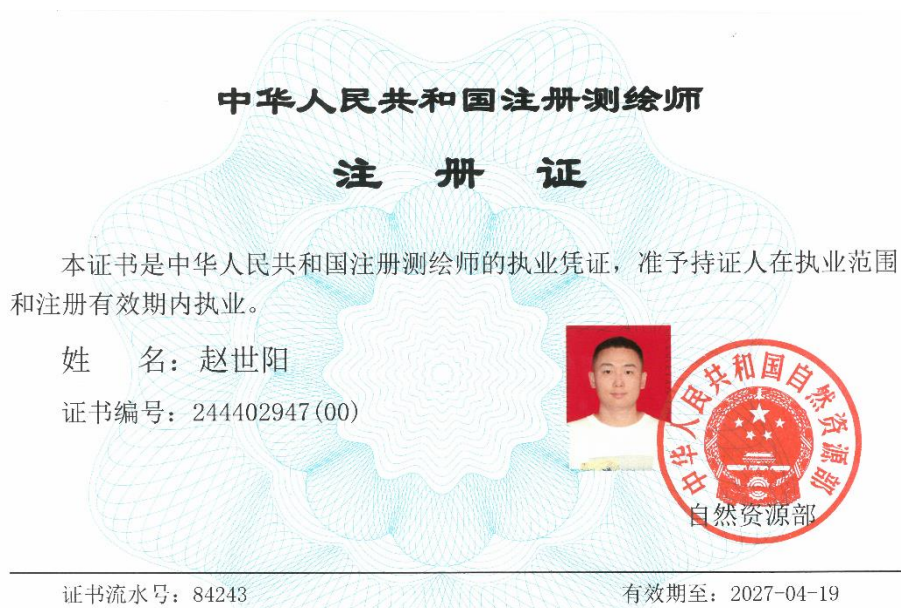 中华人民共和国注册测绘师
注 册 证
本证书是中华人民共和国注册测绘师的执业凭证，准予持证人在执业范围
和注册有效期内执业。
姓 名：赵世阳
证书编号：244402947(00)
中华人民共和国自然资源部
自然资源部
证书流水号：84243
有效期至：2027-04-19